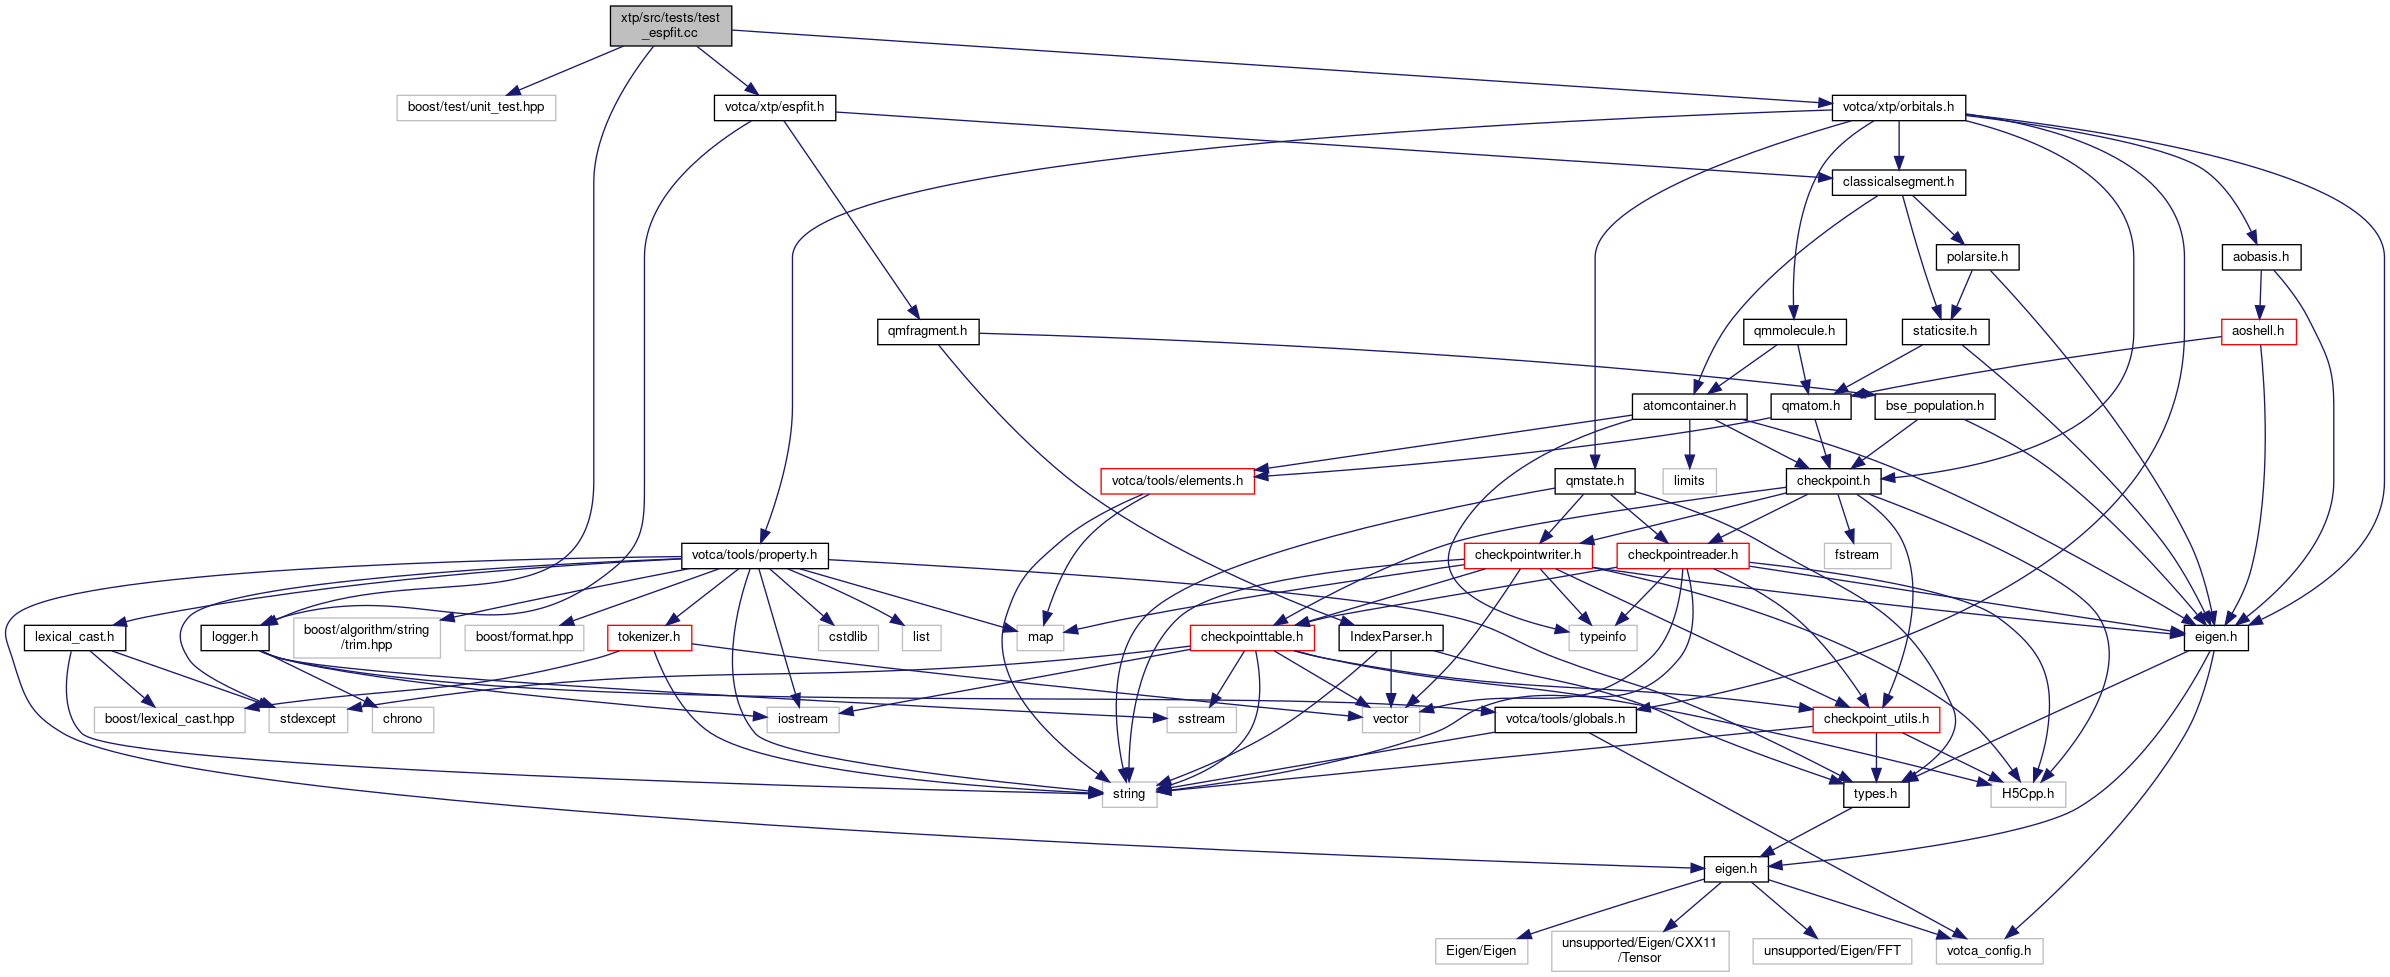 xtp/src/tests/test
_espfit.cc
boost/test/unit_test.hpp
votca/xtp/espfit.h
votca/xtp/orbitals.h
classicalsegment.h
polarsite.h
aobasis.h
qmfragment.h
qmmolecule.h
staticsite.h
aoshell.h
atomcontainer.h
qmatom.h
bse_population.h
votca/tools/elements.h
qmstate.h
limits
checkpoint.h
votca/tools/property.h
checkpointwriter.h
checkpointreader.h
fstream
lexical_cast.h
logger.h
boost/algorithm/string
/trim.hpp
boost/format.hpp
tokenizer.h
cstdlib
list
map
checkpointtable.h
IndexParser.h
typeinfo
eigen.h
boost/lexical_cast.hpp
stdexcept
chrono
iostream
sstream
vector
votca/tools/globals.h
checkpoint_utils.h
string
types.h
H5Cpp.h
eigen.h
Eigen/Eigen
unsupported/Eigen/CXX11
/Tensor
unsupported/Eigen/FFT
votca_config.h